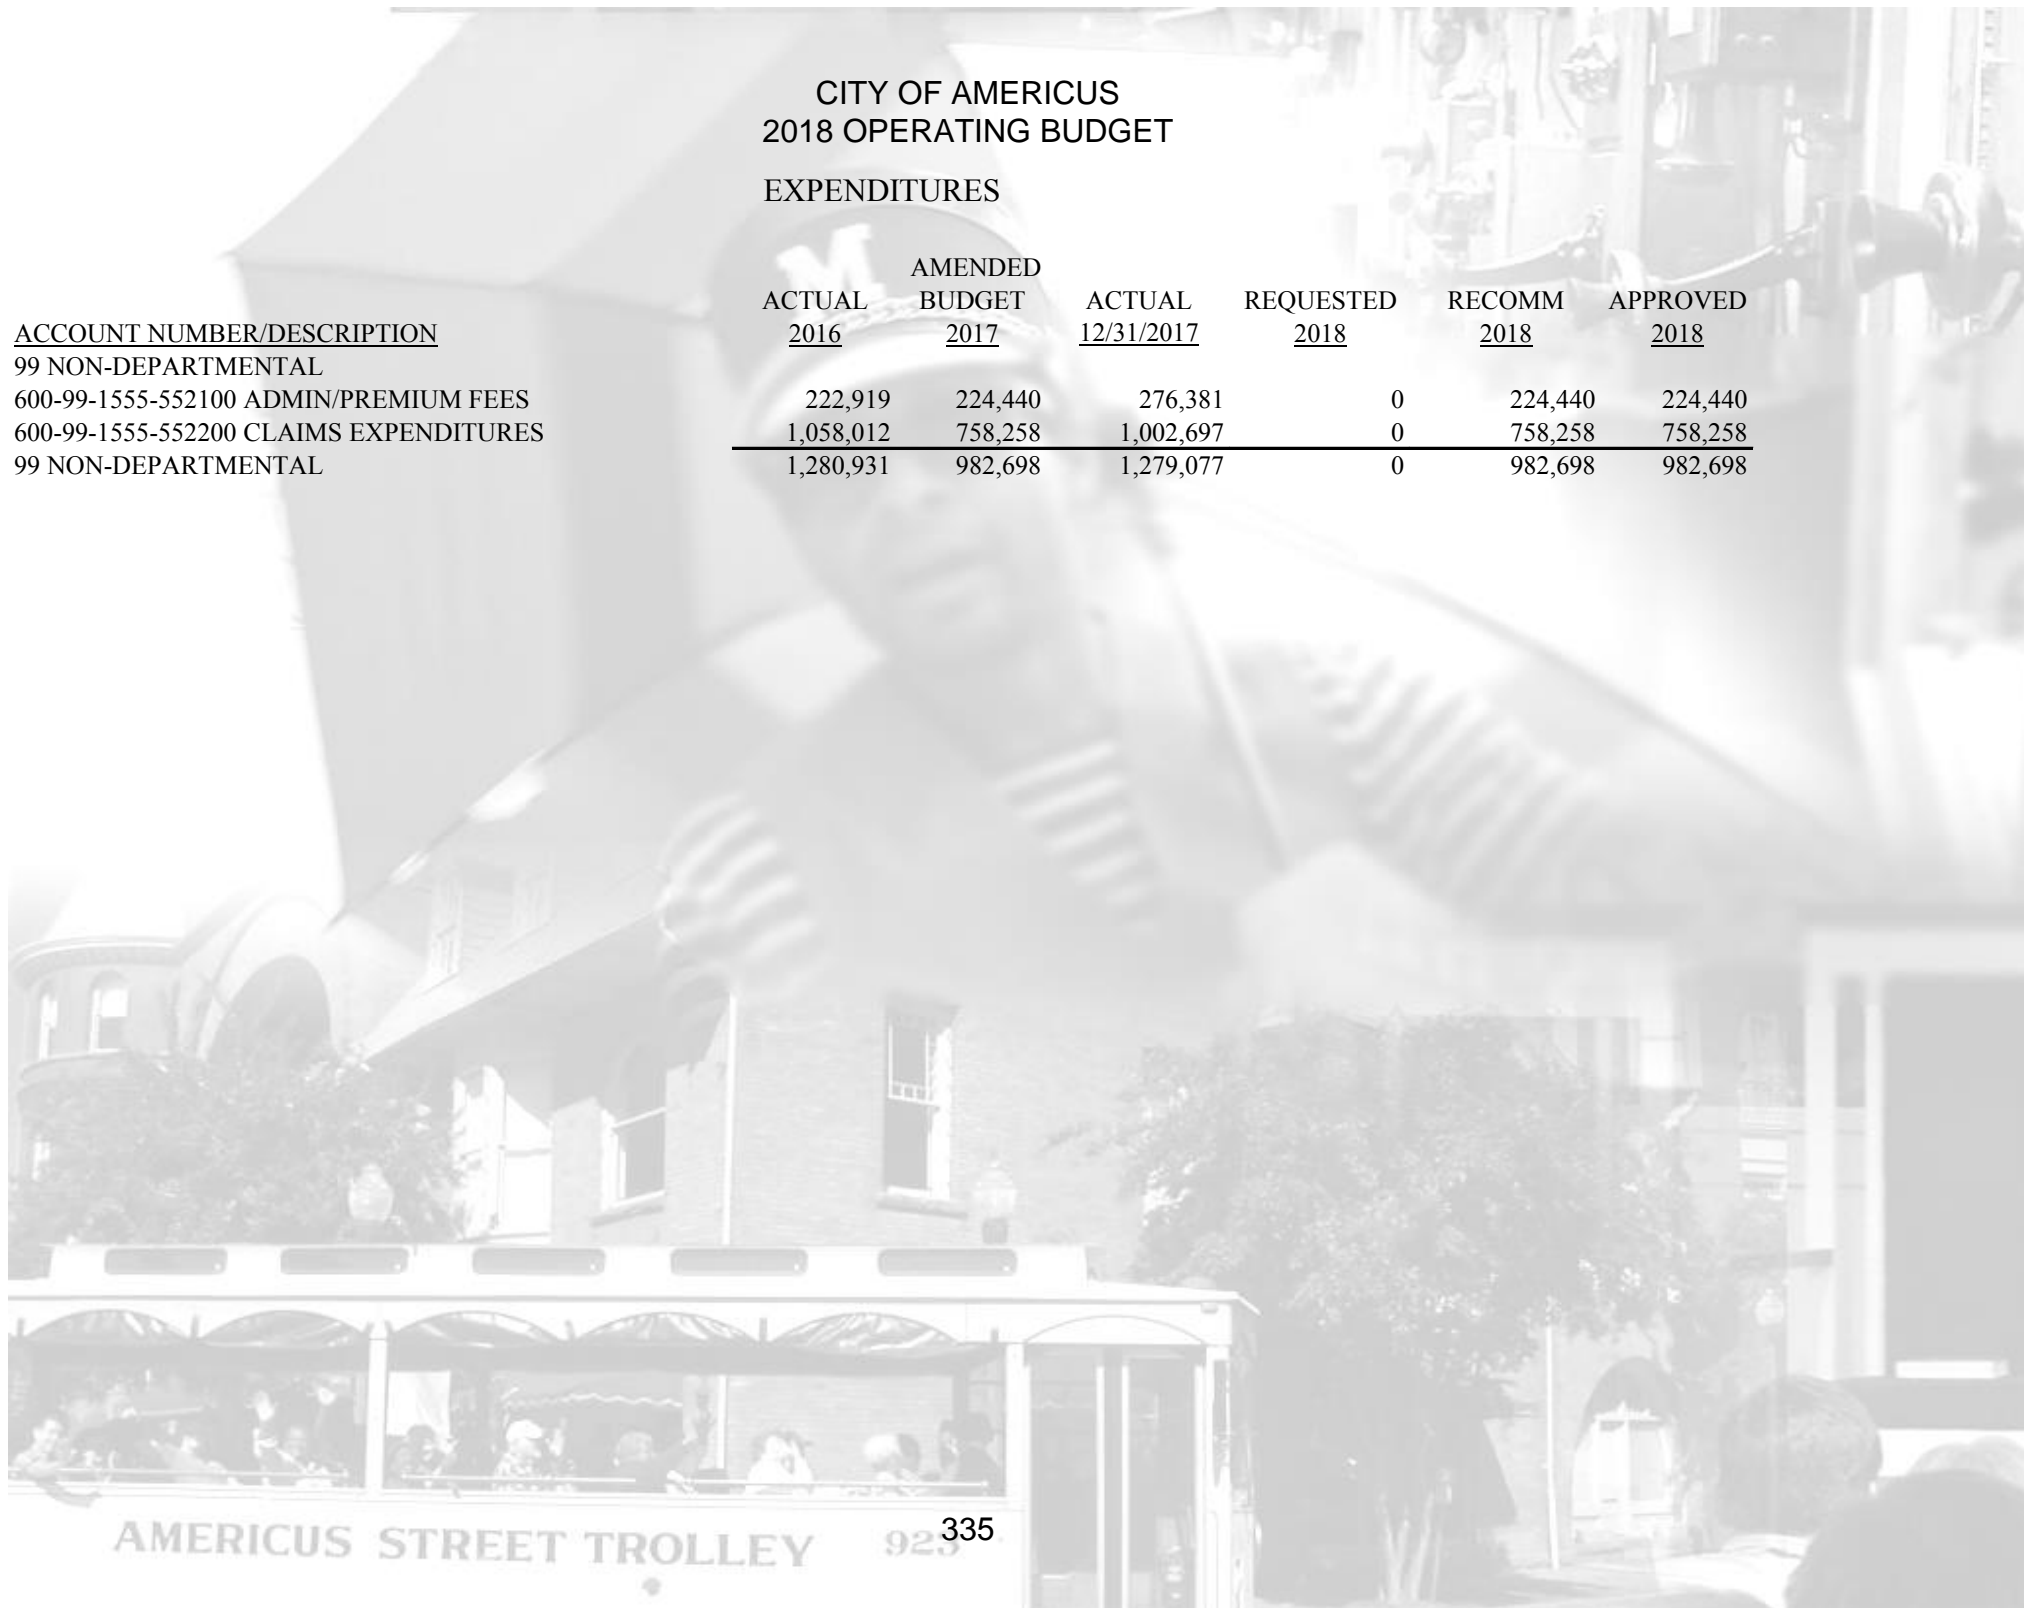 CITY OF AMERICUS
2018 OPERATING BUDGET
EXPENDITURES
AMENDED
ACTUAL BUDGET ACTUAL REQUESTED RECOMM APPROVED
ACCOUNT NUMBER/DESCRIPTION 2016 2017 12/31/2017 2018 2018 2018
99 NON-DEPARTMENTAL
600-99-1555-552100 ADMIN/PREMIUM FEES 222,919 224,440 276,381 0 224,440 224,440
600-99-1555-552200 CLAIMS EXPENDITURES 1,058,012 758,258 1,002,697 0 758,258 758,258
99 NON-DEPARTMENTAL 1,280,931 982,698 1,279,077 0 982,698 982,698
M
AMERICUS STREET TROLLEY
335